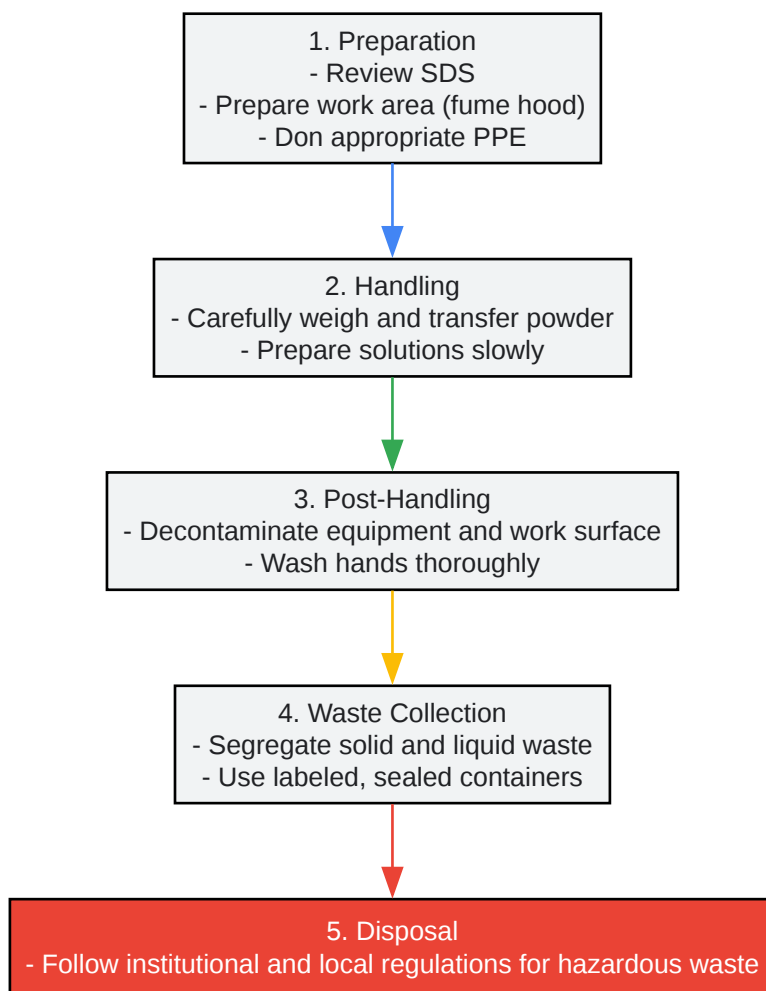 1. Preparation
- Review SDS
- Prepare work area (fume hood)
- Don appropriate PPE
2. Handling
- Carefully weigh and transfer powder
- Prepare solutions slowly
3. Post-Handling
- Decontaminate equipment and work surface
- Wash hands thoroughly
4. Waste Collection
- Segregate solid and liquid waste
- Use labeled, sealed containers
5. Disposal
- Follow institutional and local regulations for hazardous waste